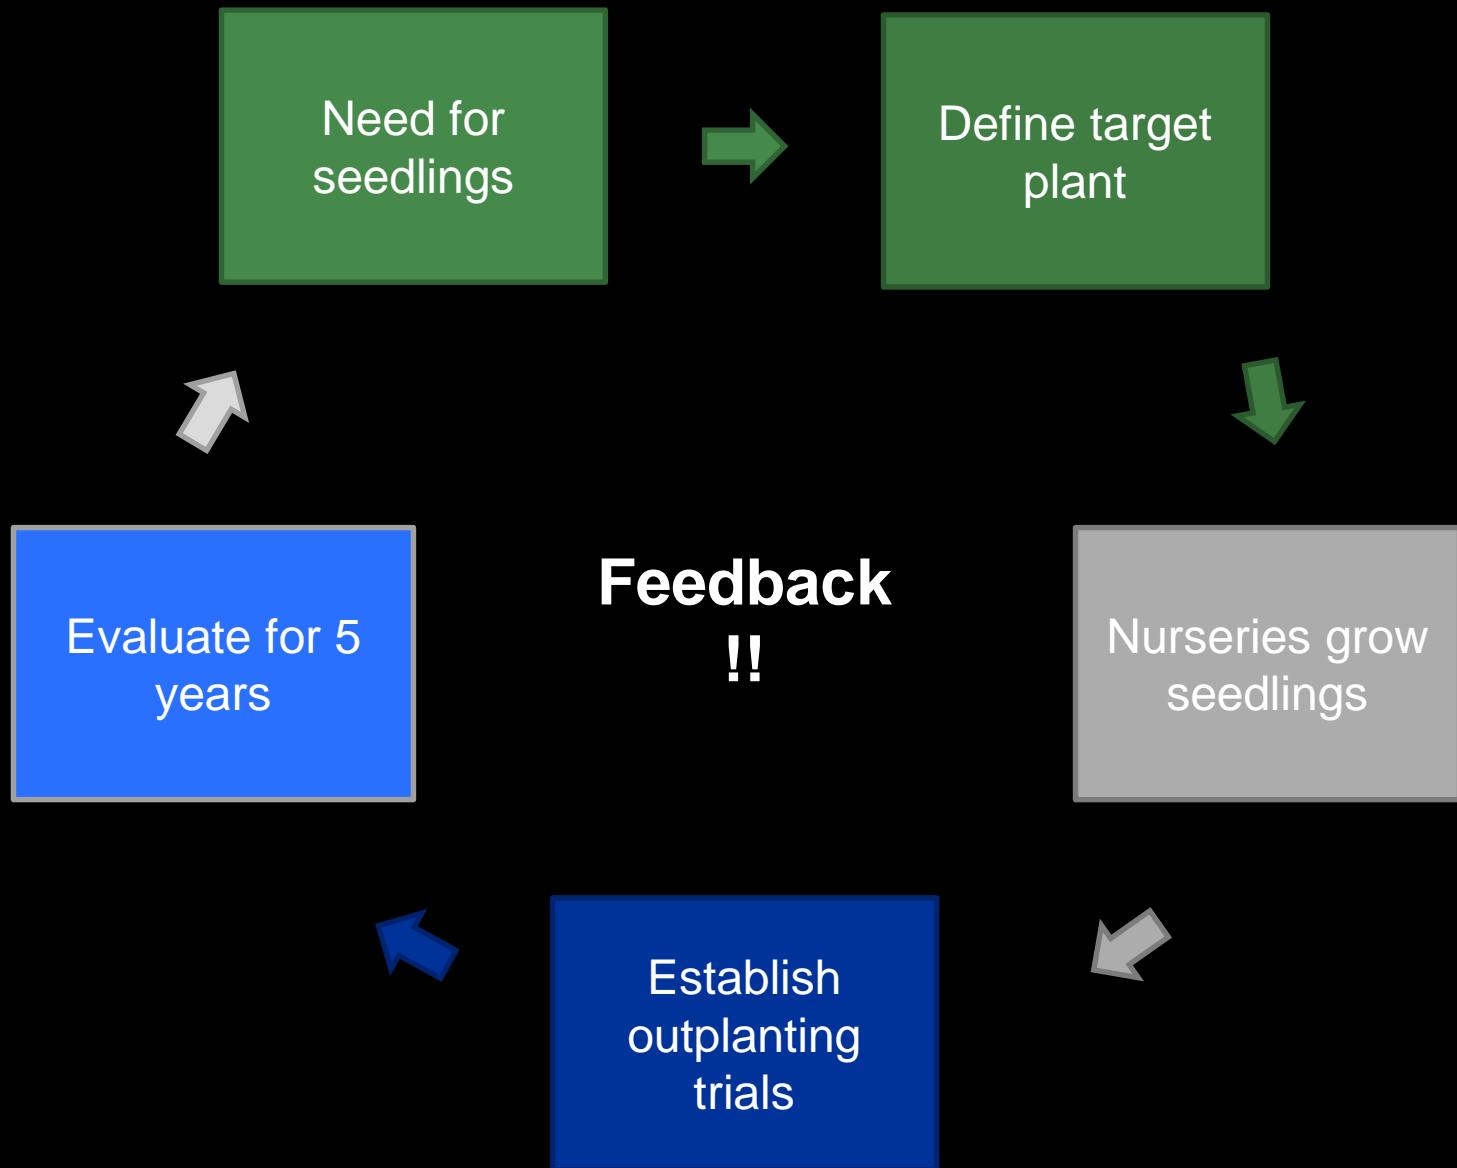 Need for
seedlings
Define target
plant
Evaluate for 5
years
Feedback
!!
Nurseries grow
seedlings
Establish
outplanting
trials